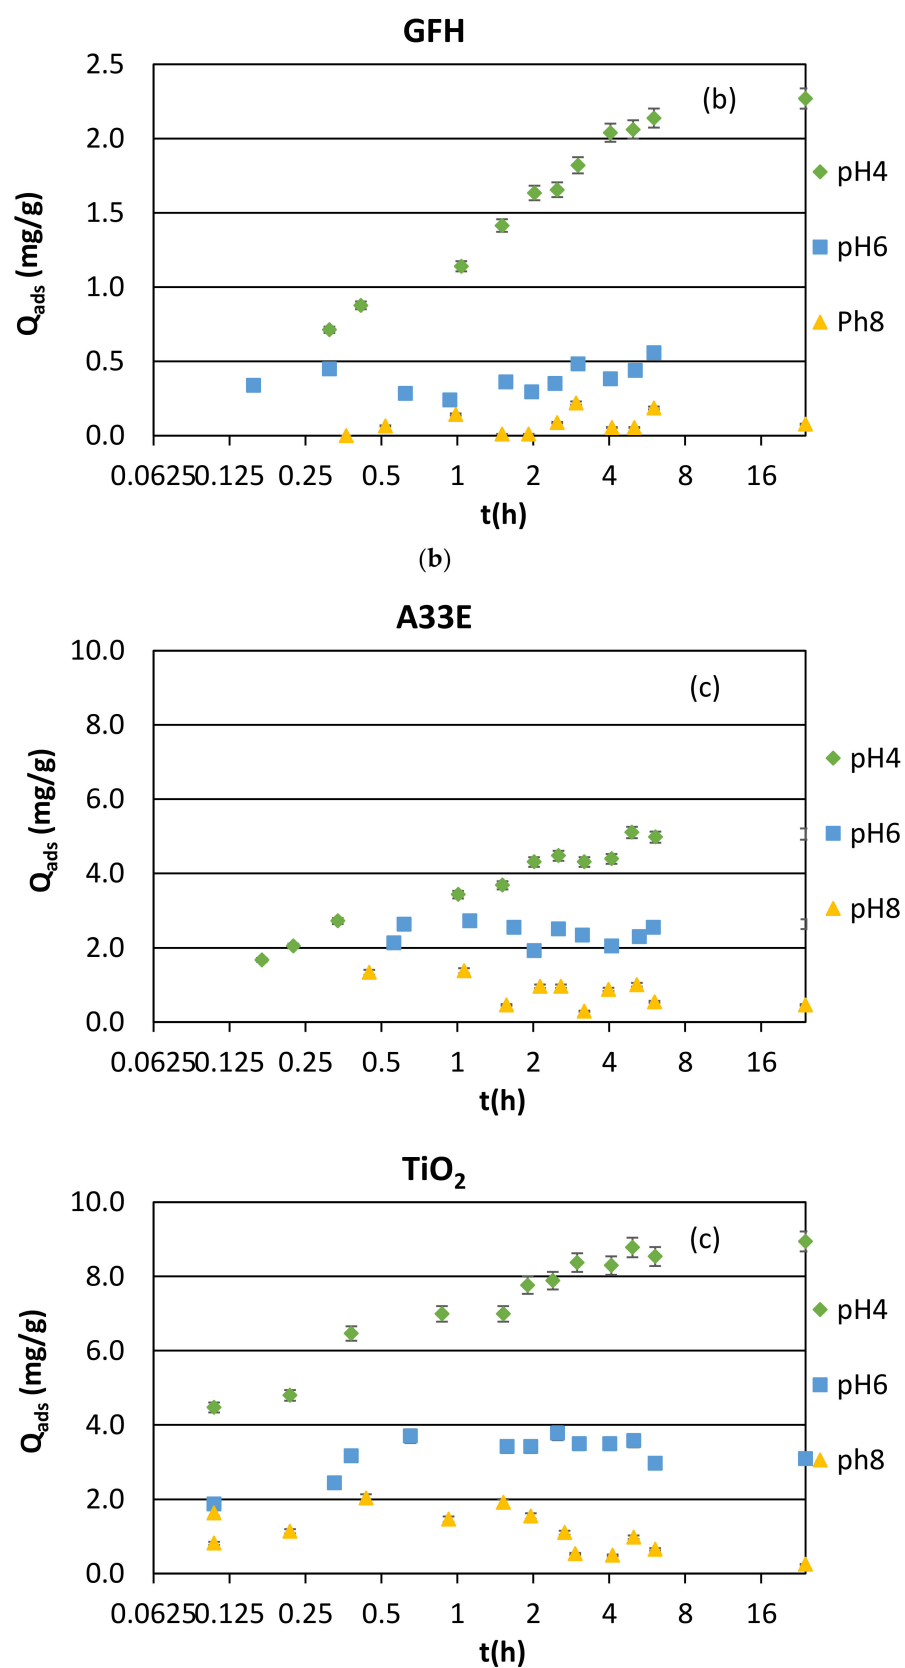 GFH
2.5
(b)
2.0
pH4
1.5
pH6
Q_ads (mg/g)
1.0
Ph8
0.5
0.0
0.0625 0.125 0.25 0.5 1 2 4 8 16
t(h)
(b)
A33E
10.0
(c)
8.0
pH4
6.0
pH6
Q_ads (mg/g)
4.0
pH8
2.0
0.0
0.0625 0.125 0.25 0.5 1 2 4 8 16
t(h)
TiO₂
10.0
(c)
8.0
pH4
6.0
pH6
Q_ads (mg/g)
4.0
ph8
2.0
0.0
0.0625 0.125 0.25 0.5 1 2 4 8 16
t(h)